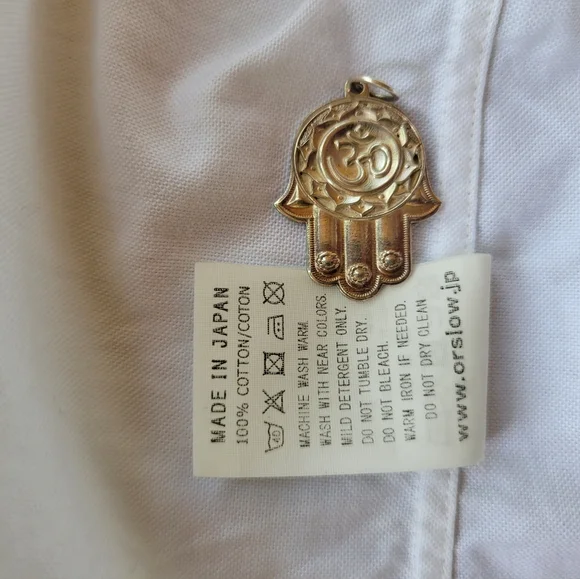 ॐ
MADE IN JAPAN
100% COTTON/COTON
40
MACHINE WASH WARM
WASH WITH NEAR COLORS.
MILD DETERGENT ONLY.
DO NOT TUMBLE DRY.
DO NOT BLEACH.
WARM IRON IF NEEDED.
DO NOT DRY CLEAN
www.orslow.jp